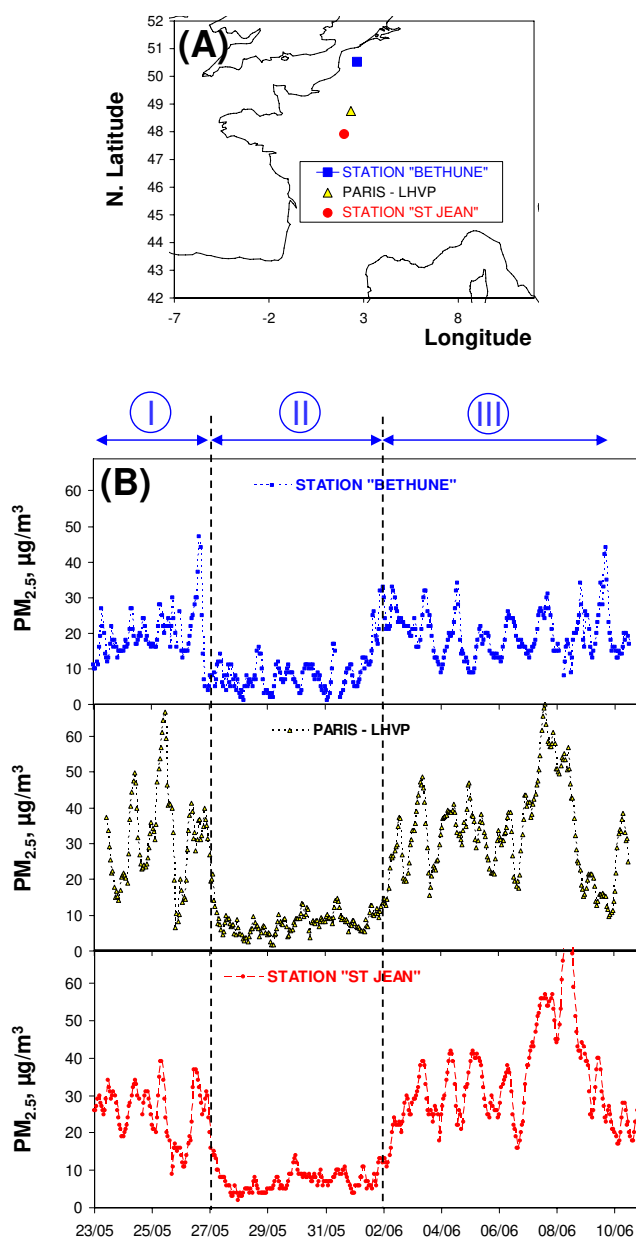 (A)
52
51
50
49
48
47
46
45
44
43
42
N. Latitude
STATION "BETHUNE"
PARIS - LHVP
STATION "ST JEAN"
-7 -2 3 8
Longitude
I II III
(B)
STATION "BETHUNE"
PM2.5, µg/m3
60
50
40
30
20
10
0
PARIS - LHVP
PM2.5, µg/m3
60
50
40
30
20
10
0
STATION "ST JEAN"
PM2.5, µg/m3
60
50
40
30
20
10
0
23/05 25/05 27/05 29/05 31/05 02/06 04/06 06/06 08/06 10/06